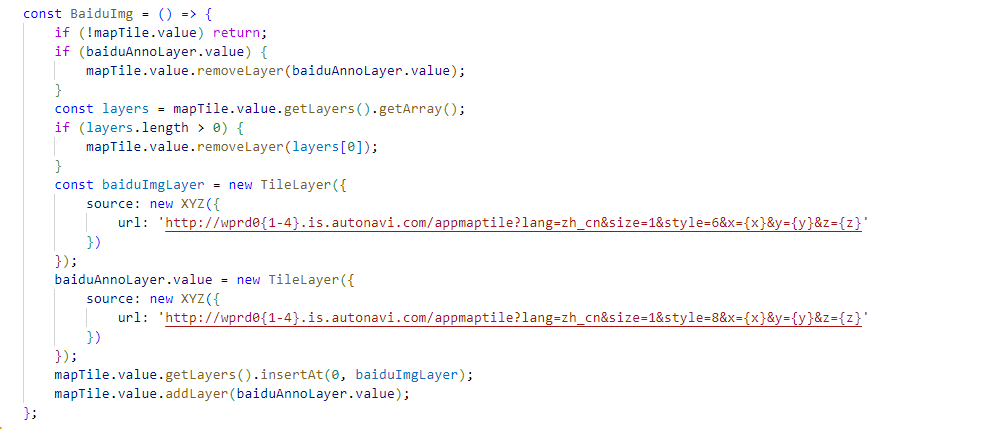 const BaiduImg = () => {
    if (!mapTile.value) return;
    if (baiduAnnoLayer.value) {
        mapTile.value.removeLayer(baiduAnnoLayer.value);
    }
    const layers = mapTile.value.getLayers().getArray();
    if (layers.length > 0) {
        mapTile.value.removeLayer(layers[0]);
    }
    const baiduImgLayer = new TileLayer({
        source: new XYZ({
            url: 'http://wprd0{1-4}.is.autonavi.com/appmaptile?lang=zh_cn&size=1&style=6&x={x}&y={y}&z={z}'
        })
    });
    baiduAnnoLayer.value = new TileLayer({
        source: new XYZ({
            url: 'http://wprd0{1-4}.is.autonavi.com/appmaptile?lang=zh_cn&size=1&style=8&x={x}&y={y}&z={z}'
        })
    });
    mapTile.value.getLayers().insertAt(0, baiduImgLayer);
    mapTile.value.addLayer(baiduAnnoLayer.value);
};